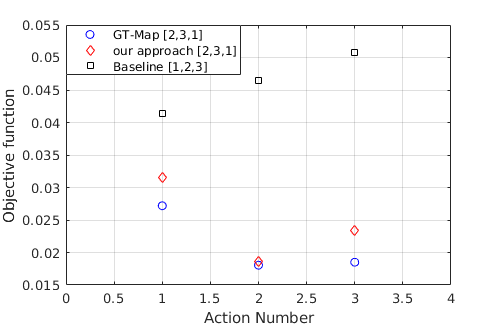 0.055
0.05
0.045
0.04
0.035
0.03
0.025
0.02
0.015
Objective function
GT-Map [2,3,1]
our approach [2,3,1]
Baseline [1,2,3]
0 0.5 1 1.5 2 2.5 3 3.5 4
Action Number